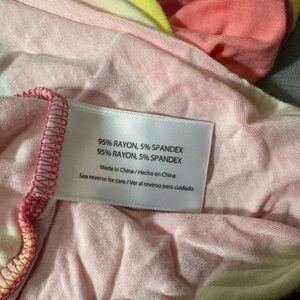 95% RAYON, 5% SPANDEX
95% RAYON, 5% SPANDEX
Made in China / Hecho en China
See reverse for care / Ver al reverso para cuidado